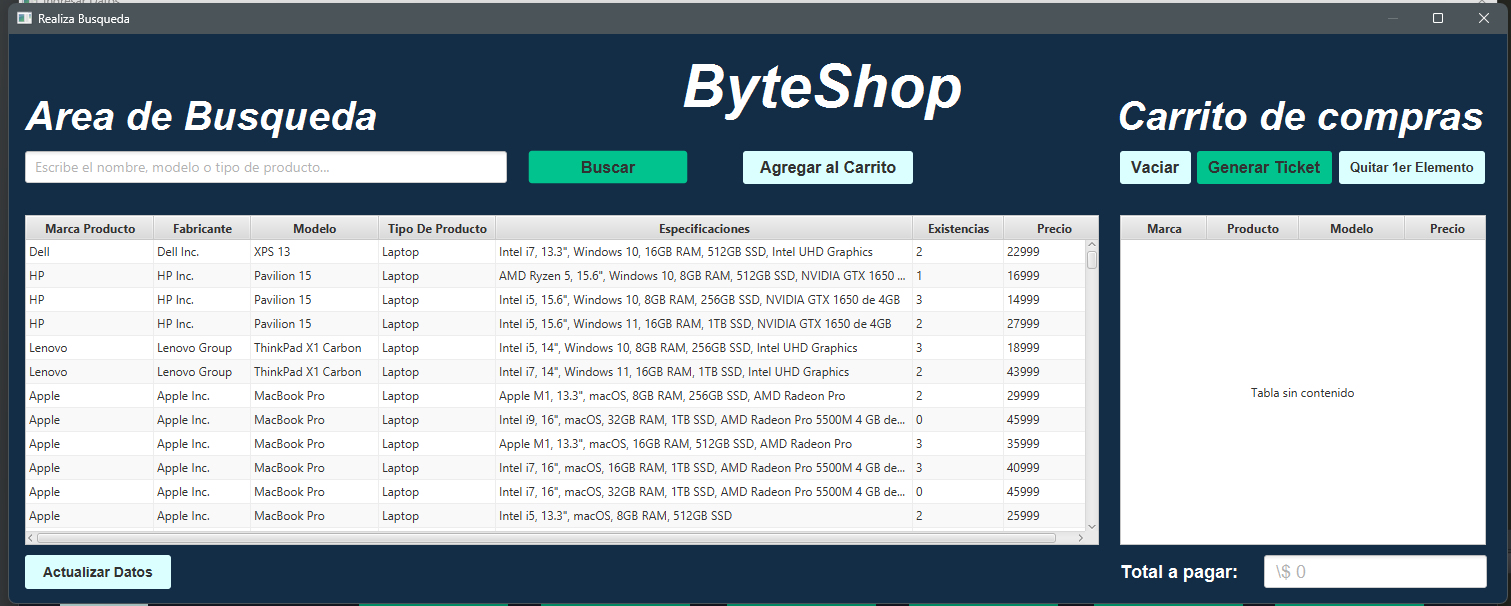 Realiza Busqueda
ByteShop
Area de Busqueda
Carrito de compras
Escribe el nombre, modelo o tipo de producto...
Buscar
Agregar al Carrito
Vaciar
Generar Ticket
Quitar 1er Elemento
Marca Producto Fabricante Modelo Tipo De Producto Especificaciones Existencias Precio
Dell Dell Inc. XPS 13 Laptop Intel i7, 13.3", Windows 10, 16GB RAM, 512GB SSD, Intel UHD Graphics 2 22999
HP HP Inc. Pavilion 15 Laptop AMD Ryzen 5, 15.6", Windows 10, 8GB RAM, 512GB SSD, NVIDIA GTX 1650 ... 1 16999
HP HP Inc. Pavilion 15 Laptop Intel i5, 15.6", Windows 10, 8GB RAM, 256GB SSD, NVIDIA GTX 1650 de 4GB 3 14999
HP HP Inc. Pavilion 15 Laptop Intel i5, 15.6", Windows 11, 16GB RAM, 1TB SSD, NVIDIA GTX 1650 de 4GB 2 27999
Lenovo Lenovo Group ThinkPad X1 Carbon Laptop Intel i5, 14", Windows 10, 8GB RAM, 256GB SSD, Intel UHD Graphics 3 18999
Lenovo Lenovo Group ThinkPad X1 Carbon Laptop Intel i7, 14", Windows 11, 16GB RAM, 1TB SSD, Intel UHD Graphics 2 43999
Apple Apple Inc. MacBook Pro Laptop Apple M1, 13.3", macOS, 8GB RAM, 256GB SSD, AMD Radeon Pro 2 29999
Apple Apple Inc. MacBook Pro Laptop Intel i9, 16", macOS, 32GB RAM, 1TB SSD, AMD Radeon Pro 5500M 4 GB de... 0 45999
Apple Apple Inc. MacBook Pro Laptop Apple M1, 13.3", macOS, 16GB RAM, 512GB SSD, AMD Radeon Pro 3 35999
Apple Apple Inc. MacBook Pro Laptop Intel i7, 16", macOS, 16GB RAM, 1TB SSD, AMD Radeon Pro 5500M 4 GB de... 3 40999
Apple Apple Inc. MacBook Pro Laptop Intel i7, 16", macOS, 32GB RAM, 1TB SSD, AMD Radeon Pro 5500M 4 GB de... 0 45999
Apple Apple Inc. MacBook Pro Laptop Intel i5, 13.3", macOS, 8GB RAM, 512GB SSD 2 25999
Marca Producto Modelo Precio
Tabla sin contenido
Actualizar Datos
Total a pagar:
\$ 0